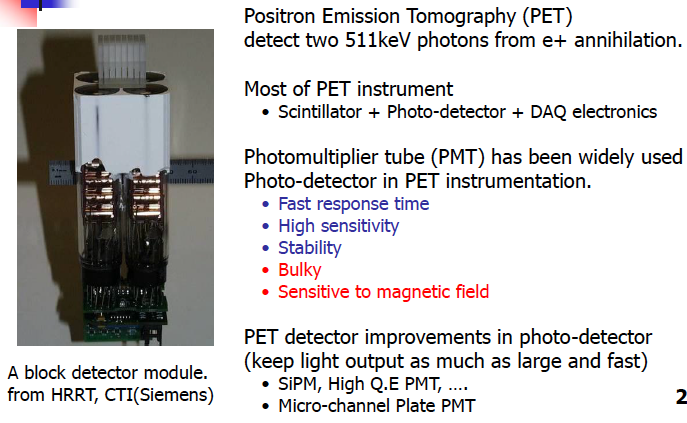 Positron Emission Tomography (PET)
detect two 511keV photons from e+ annihilation.
Most of PET instrument
• Scintillator + Photo-detector + DAQ electronics
Photomultiplier tube (PMT) has been widely used
Photo-detector in PET instrumentation.
• Fast response time
• High sensitivity
• Stability
• Bulky
• Sensitive to magnetic field
PET detector improvements in photo-detector
(keep light output as much as large and fast)
• SiPM, High Q.E PMT, ....
• Micro-channel Plate PMT
A block detector module.
from HRRT, CTI(Siemens)
2